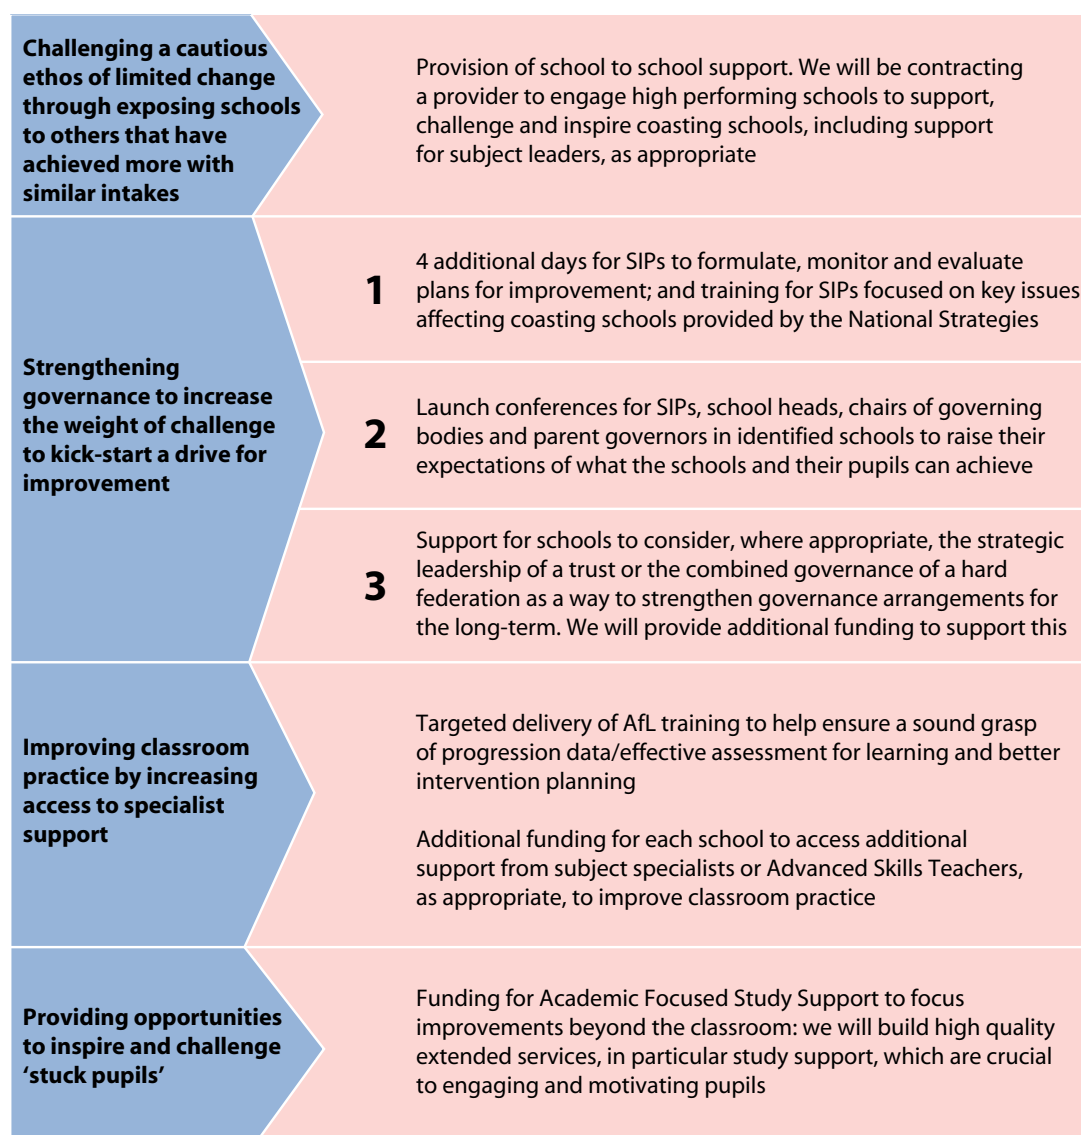 Challenging a cautious
ethos of limited change
through exposing schools
to others that have
achieved more with
similar intakes
Provision of school to school support. We will be contracting
a provider to engage high performing schools to support,
challenge and inspire coasting schools, including support
for subject leaders, as appropriate
Strengthening
governance to increase
the weight of challenge
to kick-start a drive for
improvement
1
4 additional days for SIPs to formulate, monitor and evaluate
plans for improvement; and training for SIPs focused on key issues
affecting coasting schools provided by the National Strategies
2
Launch conferences for SIPs, school heads, chairs of governing
bodies and parent governors in identified schools to raise their
expectations of what the schools and their pupils can achieve
3
Support for schools to consider, where appropriate, the strategic
leadership of a trust or the combined governance of a hard
federation as a way to strengthen governance arrangements for
the long-term. We will provide additional funding to support this
Improving classroom
practice by increasing
access to specialist
support
Targeted delivery of AfL training to help ensure a sound grasp
of progression data/effective assessment for learning and better
intervention planning
Additional funding for each school to access additional
support from subject specialists or Advanced Skills Teachers,
as appropriate, to improve classroom practice
Providing opportunities
to inspire and challenge
‘stuck pupils’
Funding for Academic Focused Study Support to focus
improvements beyond the classroom: we will build high quality
extended services, in particular study support, which are crucial
to engaging and motivating pupils